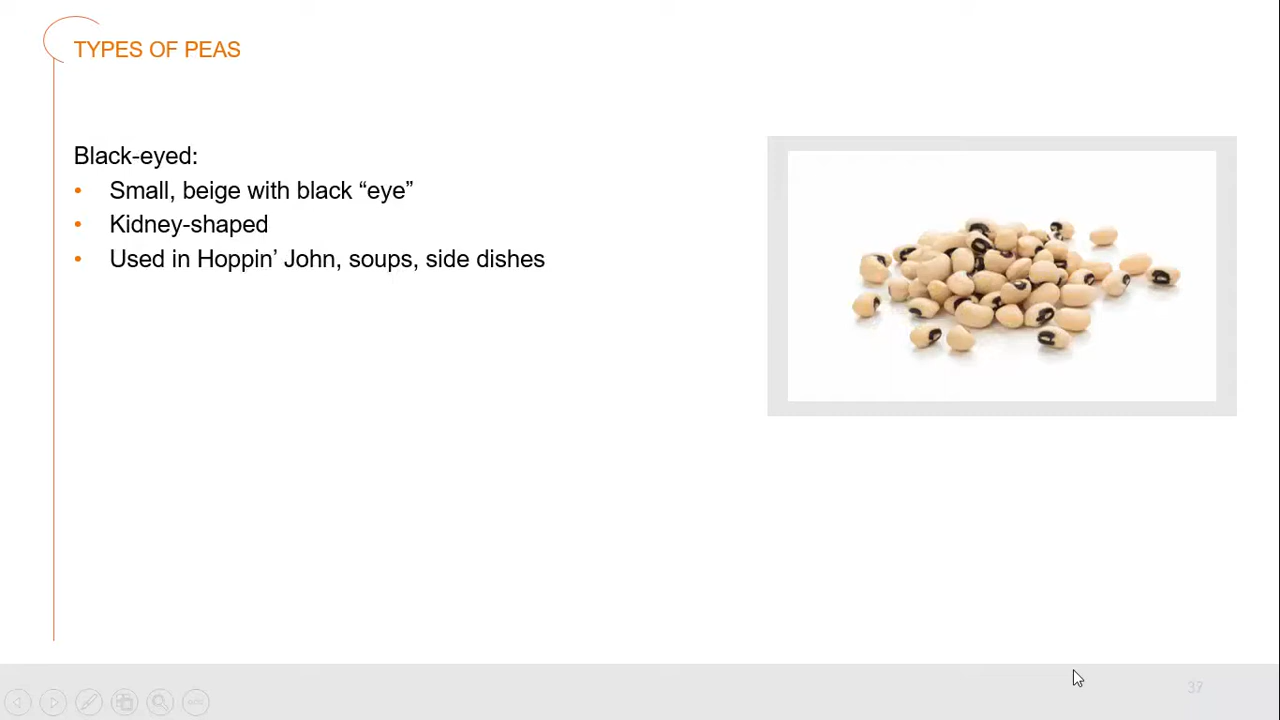 TYPES OF PEAS
Black-eyed:
• Small, beige with black “eye”
• Kidney-shaped
• Used in Hoppin’ John, soups, side dishes
37